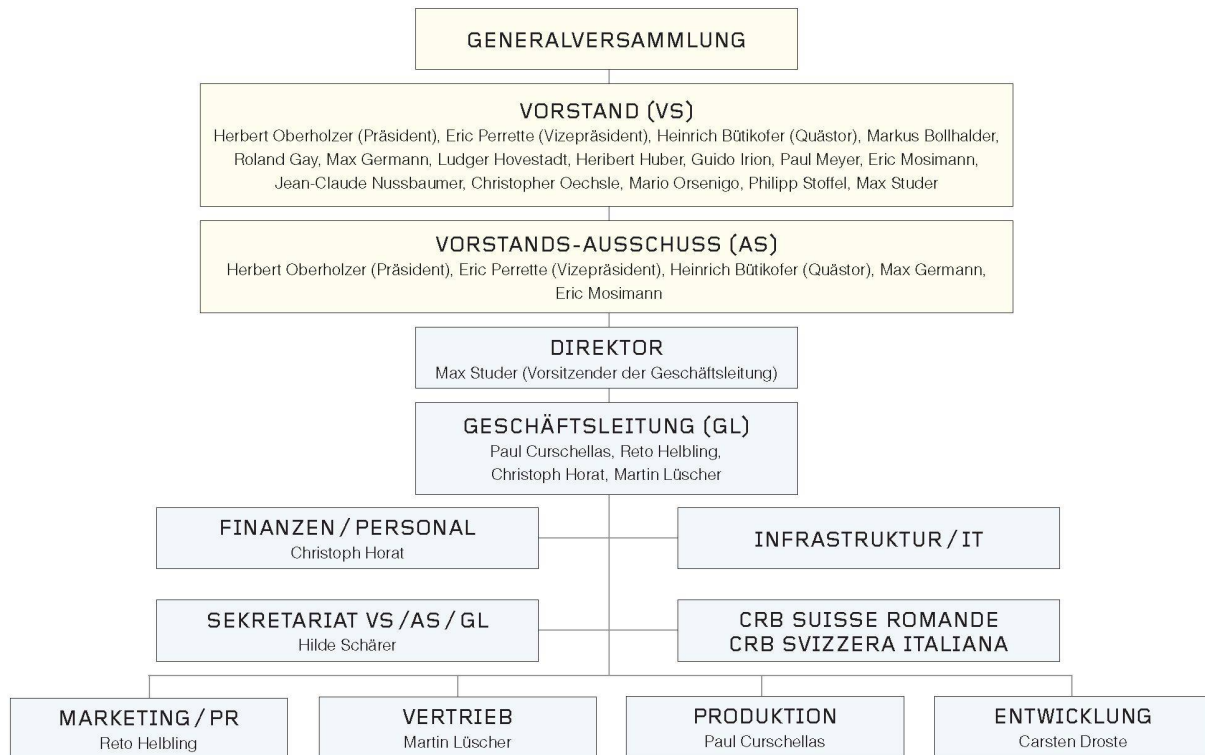 GENERALVERSAMMLUNG
VORSTAND (VS)
Herbert Oberholzer (Präsident), Eric Perrette (Vizepräsident), Heinrich Bütikofer (Quästor), Markus Bollhalder,
Roland Gay, Max Germann, Ludger Hovestadt, Heribert Huber, Guido Irion, Paul Meyer, Eric Mosimann,
Jean-Claude Nussbaumer, Christopher Oechsle, Mario Orsenigo, Philipp Stoffel, Max Studer
VORSTANDS-AUSSCHUSS (AS)
Herbert Oberholzer (Präsident), Eric Perrette (Vizepräsident), Heinrich Bütikofer (Quästor), Max Germann,
Eric Mosimann
DIREKTOR
Max Studer (Vorsitzender der Geschäftsleitung)
GESCHÄFTSLEITUNG (GL)
Paul Curschellas, Reto Helbling,
Christoph Horat, Martin Lüscher
FINANZEN / PERSONAL
Christoph Horat
INFRASTRUKTUR / IT
SEKRETARIAT VS / AS / GL
Hilde Schärer
CRB SUISSE ROMANDE
CRB SVIZZERA ITALIANA
MARKETING / PR
Reto Helbling
VERTRIEB
Martin Lüscher
PRODUKTION
Paul Curschellas
ENTWICKLUNG
Carsten Droste